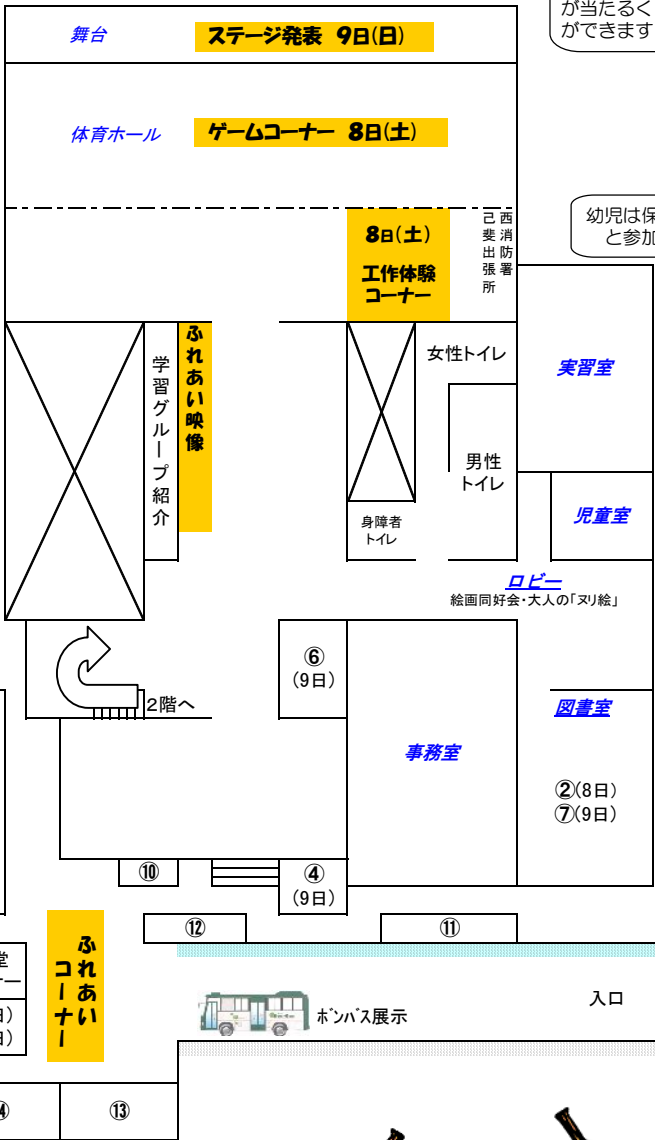 が当たるく
ができます
舞台
ステージ発表 9日(日)
体育ホール
ゲームコーナー 8日(土)
幼児は保
と参加
8日(土)
工作体験
コーナー
西消防署
己斐出張所
ふれあい映像
学習グループ紹介
女性トイレ
男性
トイレ
身障者
トイレ
実習室
児童室
ロビー
絵画同好会・大人の「ヌリ絵」
⑥
(9日)
2階へ
事務室
図書室
②(8日)
⑦(9日)
⑩
④
(9日)
⑫
⑪
ふれあい
コーナー
堂
ナー
日)
日)
ボンバス展示
入口
⑬